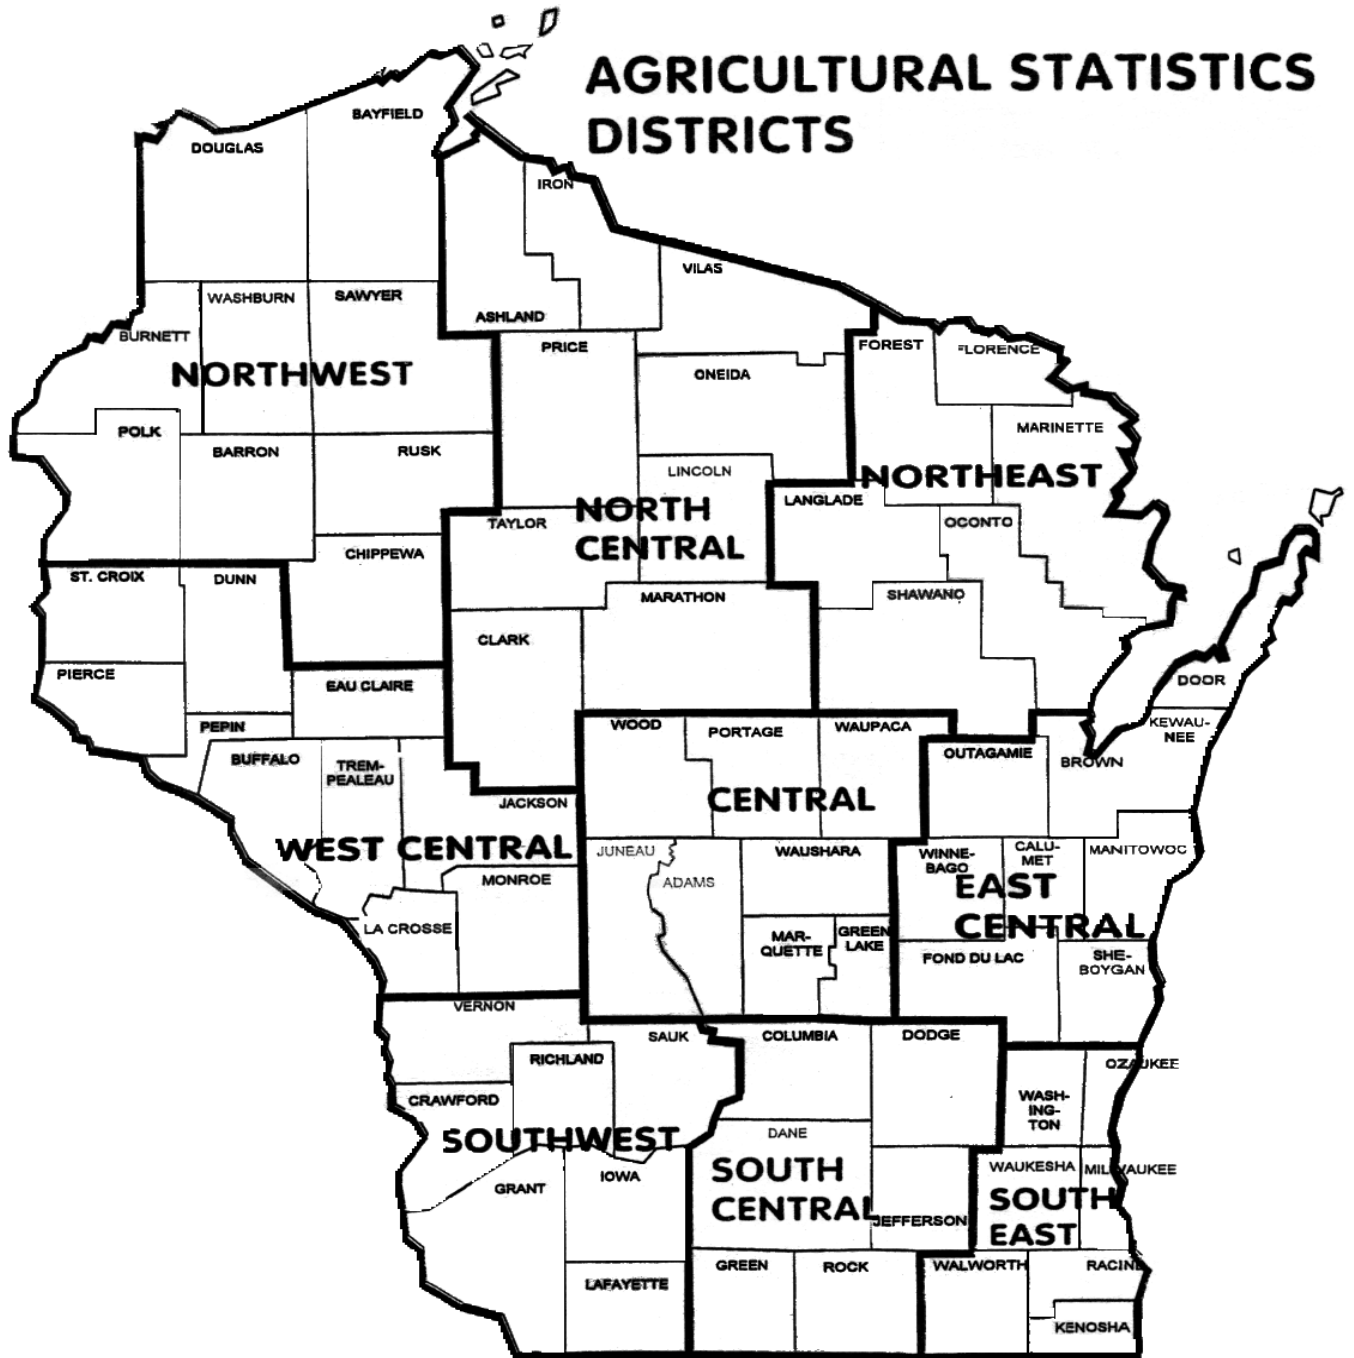 AGRICULTURAL STATISTICS
DISTRICTS
BAYFIELD
DOUGLAS
IRON
VILAS
WASHBURN
SAWYER
ASHLAND
BURNETT
PRICE
FOREST
FLORENCE
NORTHWEST
ONEIDA
POLK
MARINETTE
BARRON
RUSK
LINCOLN
NORTHEAST
LANGLADE
TAYLOR
NORTH
CENTRAL
OCONTO
CHIPPEWA
ST. CROIX
DUNN
MARATHON
SHAWANO
CLARK
PIERCE
EAU CLAIRE
DOOR
PEPIN
WOOD
PORTAGE
WAUPACA
KEWAU-
NEE
OUTAGAMIE
BROWN
BUFFALO
TREM-
PEALEAU
JACKSON
CENTRAL
WEST CENTRAL
JUNEAU
WAUSHARA
WINNE-
BAGO
CALU-
MET
MANITOWOC
MONROE
ADAMS
EAST
CENTRAL
LA CROSSE
MAR-
QUETTE
GREEN
LAKE
FOND DU LAC
SHE-
BOYGAN
VERNON
SAUK
COLUMBIA
DODGE
RICHLAND
OZAUKEE
CRAWFORD
WASH-
ING-
TON
SOUTHWEST
DANE
SOUTH
CENTRAL
WAUKESHA
MILWAUKEE
IOWA
GRANT
SOUTH
EAST
JEFFERSON
GREEN
ROCK
WALWORTH
RACINE
LAFAYETTE
KENOSHA